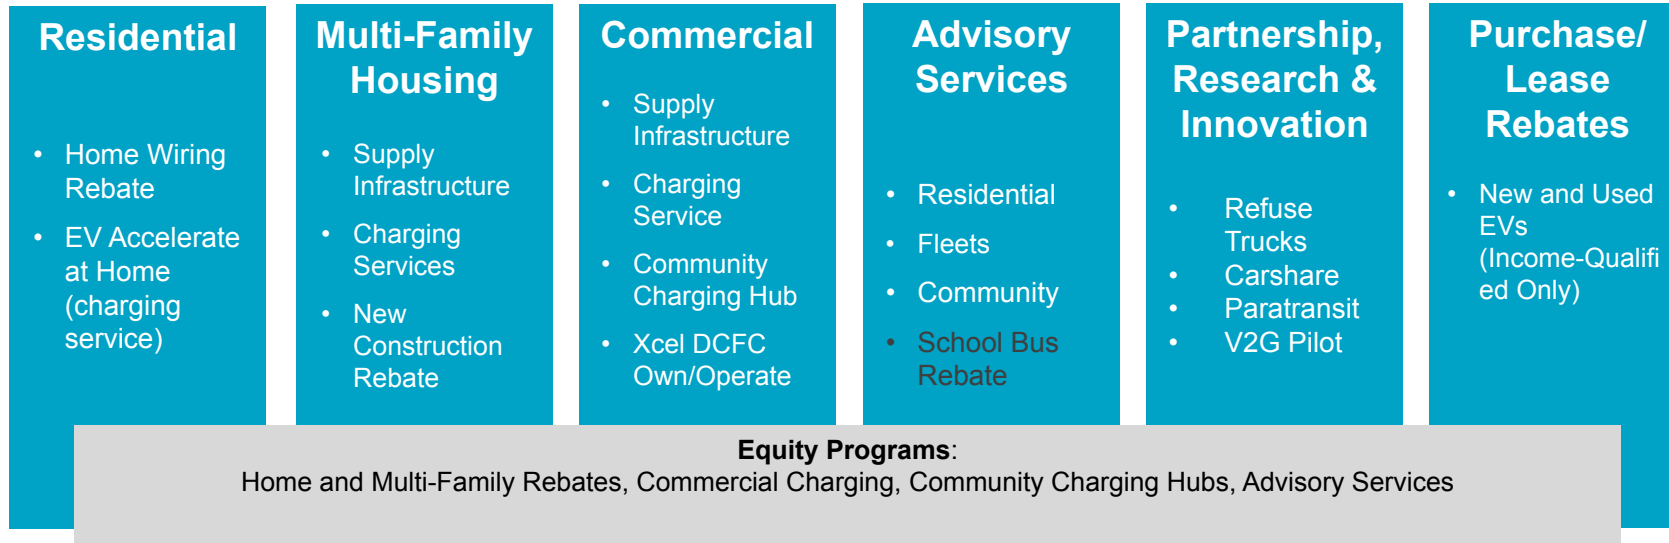 Residential
• Home Wiring
Rebate
• EV Accelerate
at Home
(charging
service)
Multi-Family
Housing
• Supply
Infrastructure
• Charging
Services
• New
Construction
Rebate
Commercial
• Supply
Infrastructure
• Charging
Service
• Community
Charging Hub
• Xcel DCFC
Own/Operate
Advisory
Services
• Residential
• Fleets
• Community
• School Bus
Rebate
Partnership,
Research &
Innovation
• Refuse
Trucks
• Carshare
• Paratransit
• V2G Pilot
Purchase/
Lease
Rebates
• New and Used
EVs
(Income-Qualifi
ed Only)
Equity Programs:
Home and Multi-Family Rebates, Commercial Charging, Community Charging Hubs, Advisory Services